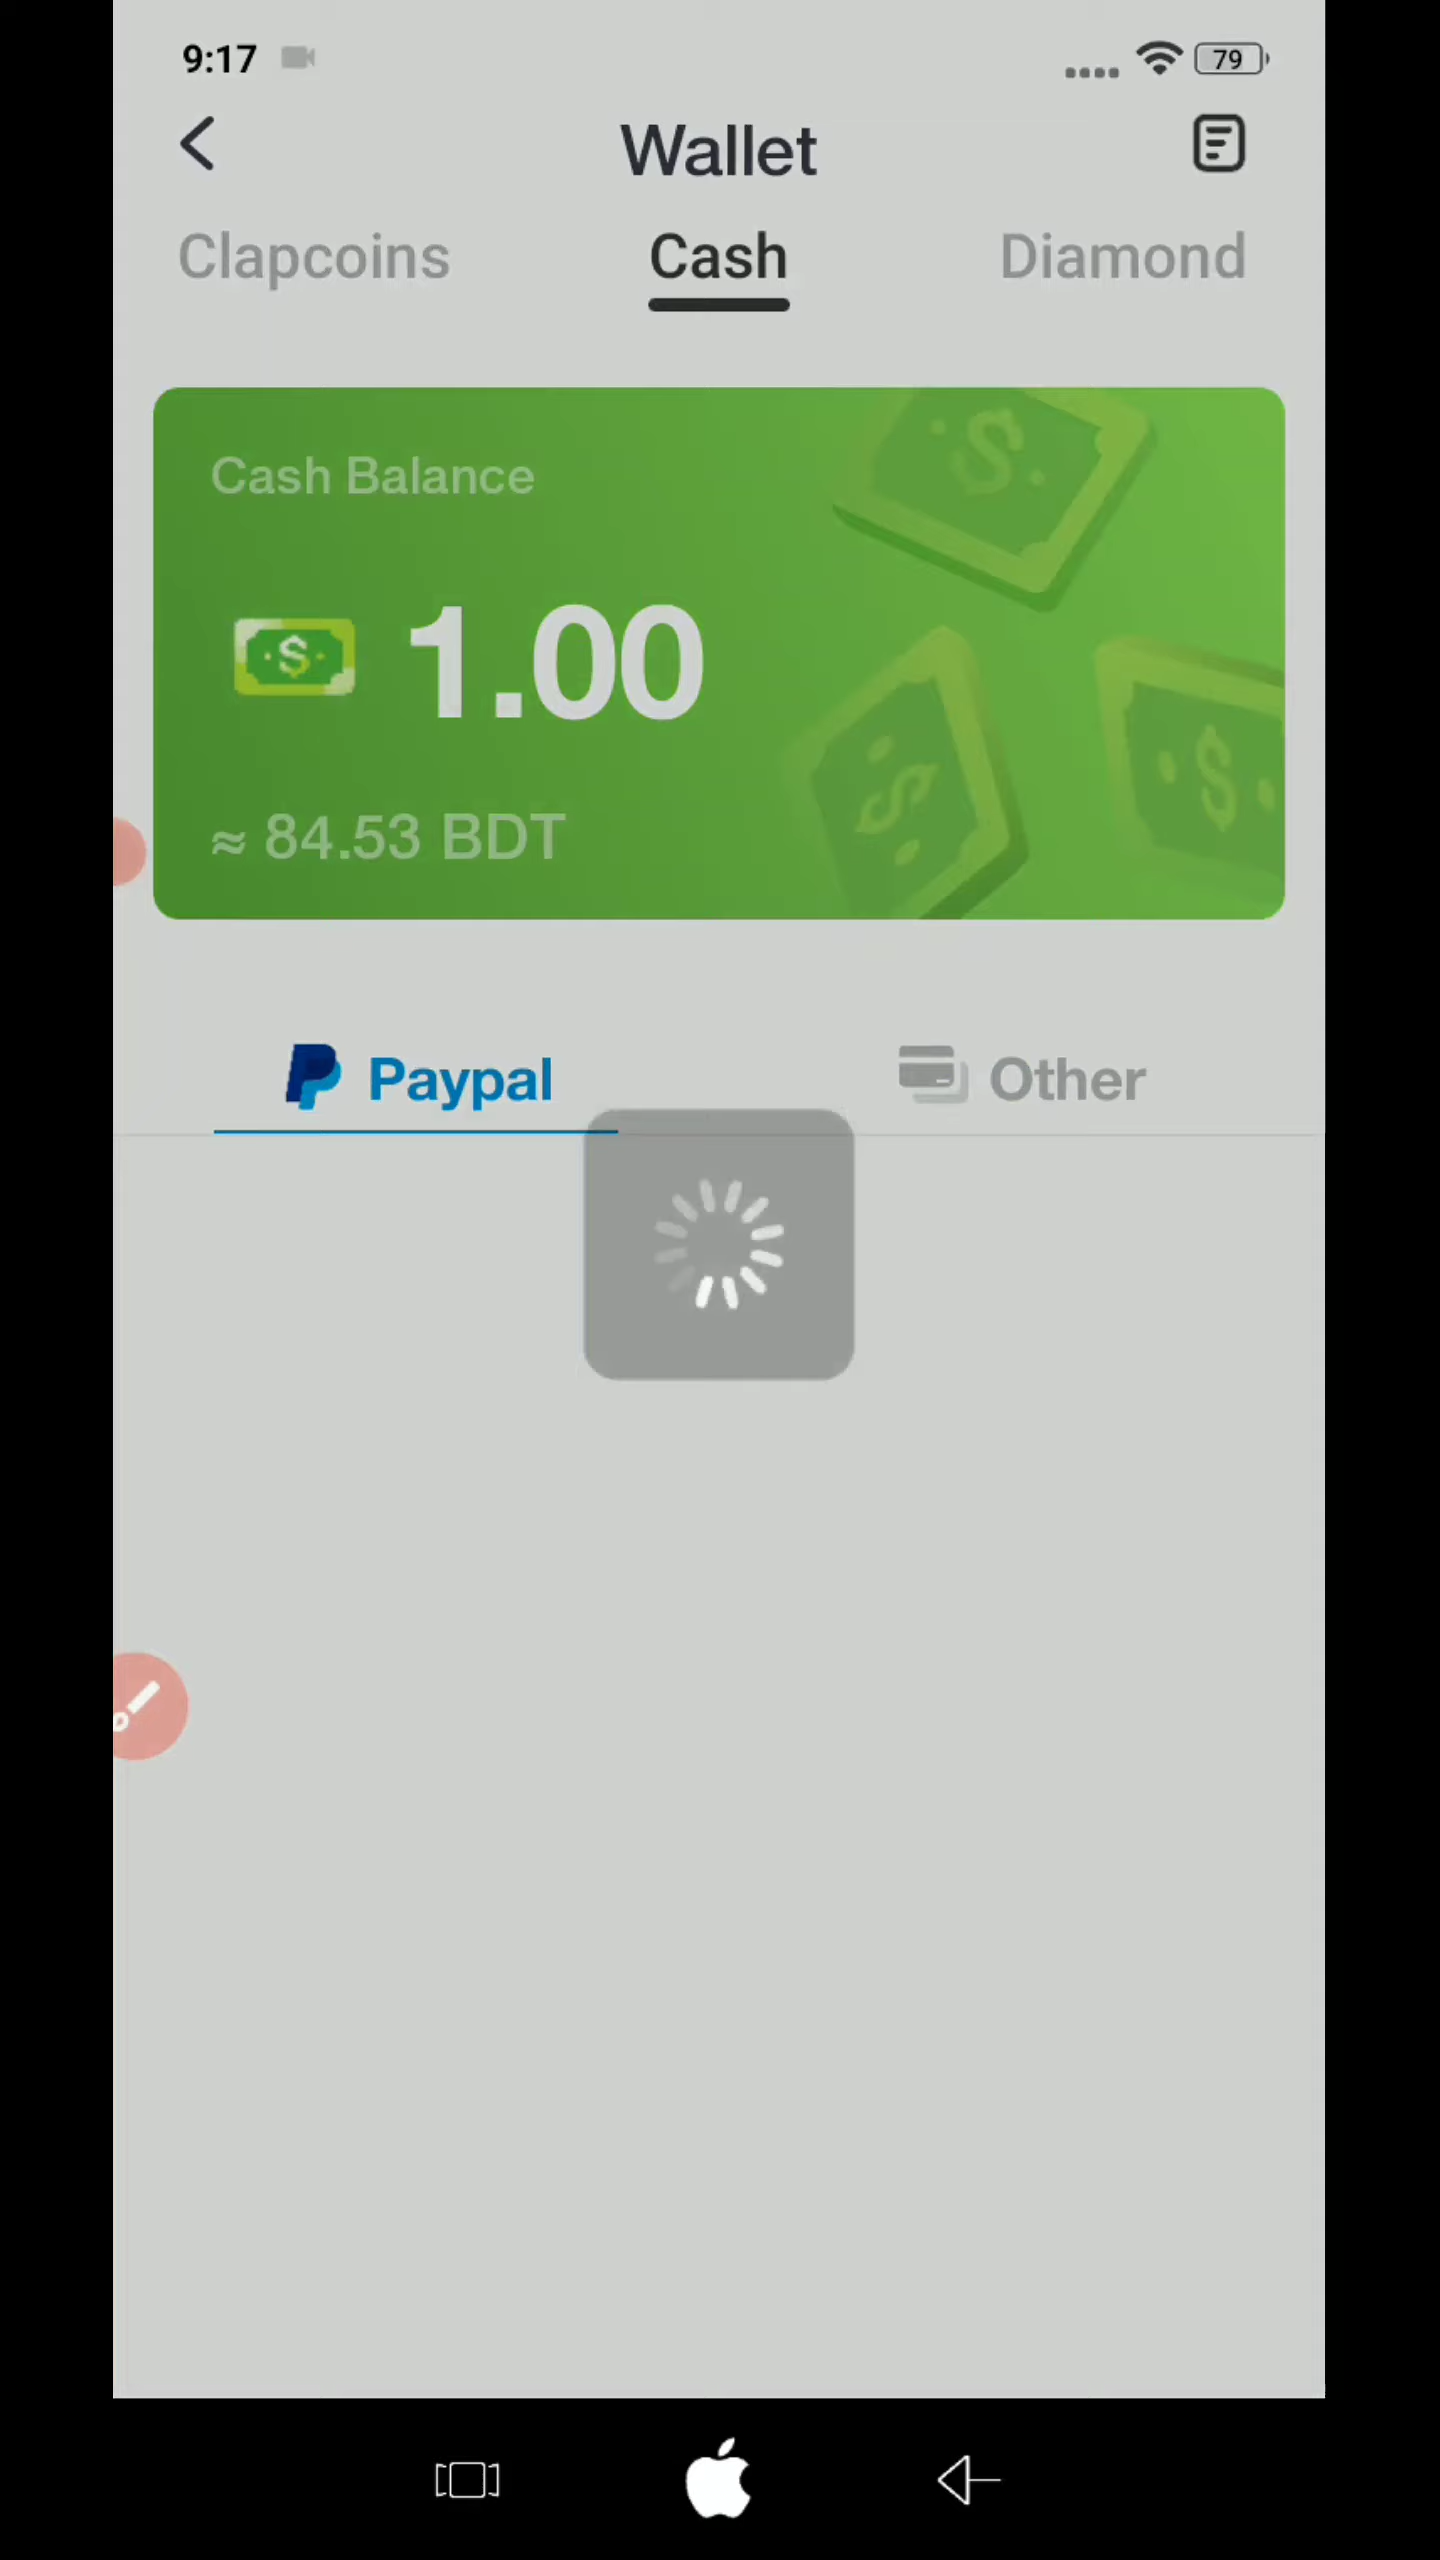 9:17
79
Wallet
Clapcoins Cash Diamond
Cash Balance
1.00
≈ 84.53 BDT
Paypal Other